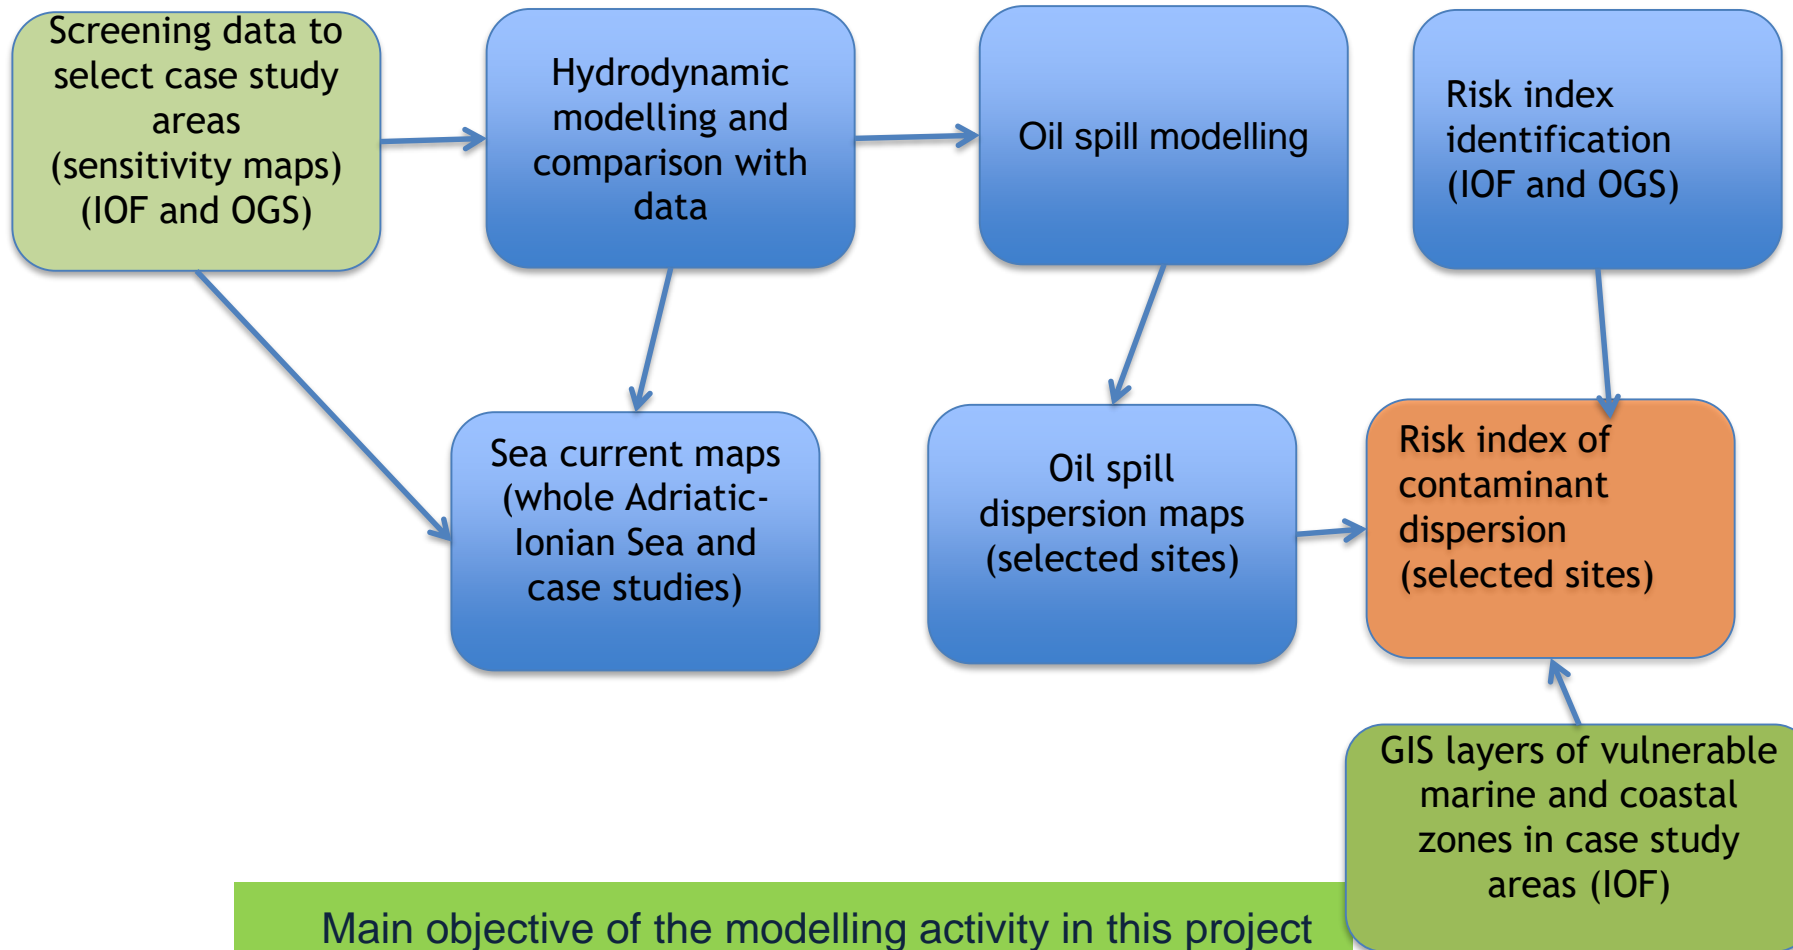 Screening data to
select case study
areas
(sensitivity maps)
(IOF and OGS)
Hydrodynamic
modelling and
comparison with
data
Oil spill modelling
Risk index
identification
(IOF and OGS)
Sea current maps
(whole Adriatic-
Ionian Sea and
case studies)
Oil spill
dispersion maps
(selected sites)
Risk index of
contaminant
dispersion
(selected sites)
GIS layers of vulnerable
marine and coastal
zones in case study
areas (IOF)
Main objective of the modelling activity in this project